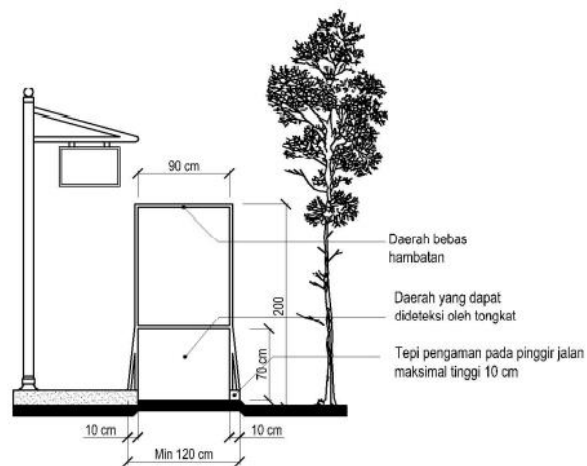 90 cm
Daerah bebas
hambatan
200
Daerah yang dapat
dideteksi oleh tongkat
70 cm
Tepi pengaman pada pinggir jalan
maksimal tinggi 10 cm
10 cm
10 cm
Min 120 cm